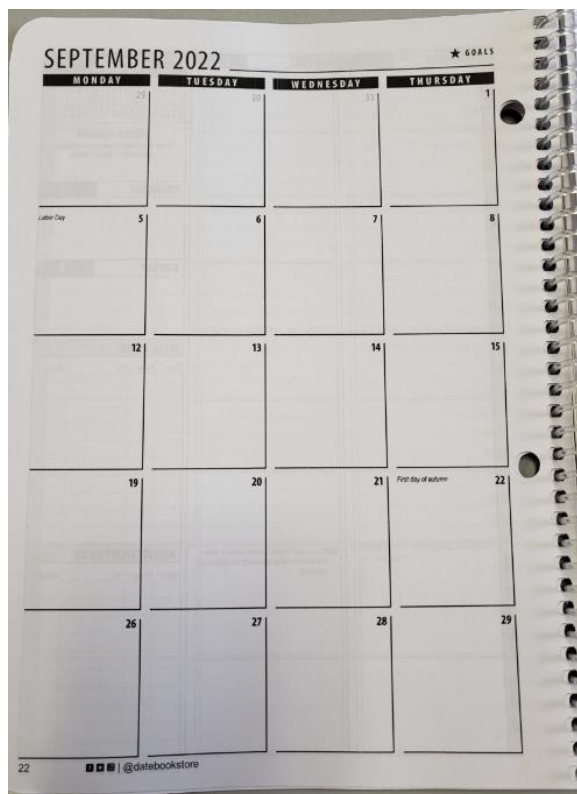 SEPTEMBER 2022
★ GOALS
MONDAY TUESDAY WEDNESDAY THURSDAY
29 30 31 1
Labor Day 5 6 7 8
12 13 14 15
19 20 21 First day of autumn 22
26 27 28 29
22 | @datebookstore